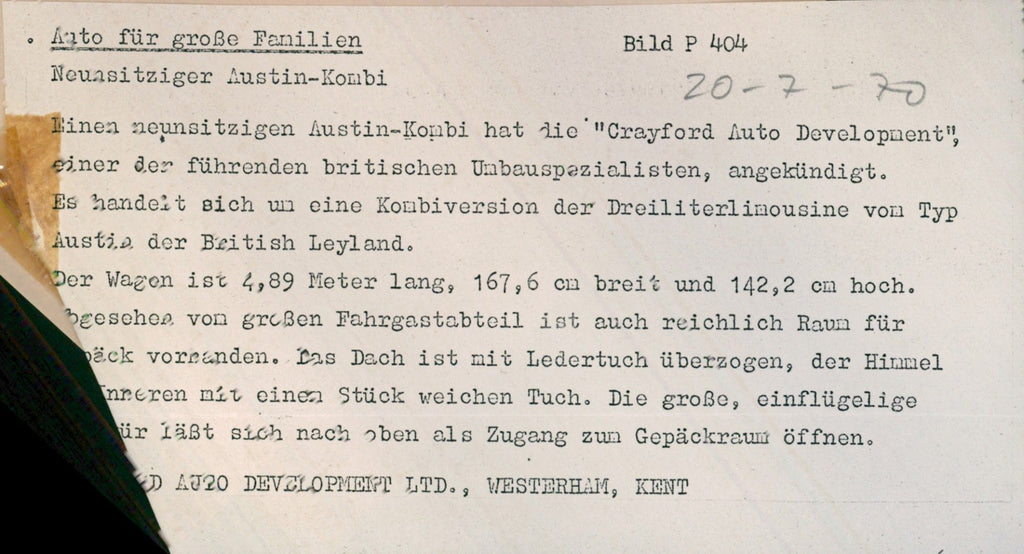 Auto für große Familien Bild P 404
Neunsitziger Austin-Kombi 20-7-70
Einen neunsitzigen Austin-Kombi hat die "Crayford Auto Development",
einer der führenden britischen Umbauspezialisten, angekündigt.
Es handelt sich um eine Kombiversion der Dreiliterlimousine vom Typ
Austin der British Leyland.
Der Wagen ist 4,89 Meter lang, 167,6 cm breit und 142,2 cm hoch.
bgesehen vom großen Fahrgastabteil ist auch reichlich Raum für
päck vorhanden. Das Dach ist mit Ledertuch überzogen, der Himmel
Inneren mit einem Stück weichen Tuch. Die große, einflügelige
ür läßt sich nach oben als Zugang zum Gepäckraum öffnen.
D AUTO DEVELOPMENT LTD., WESTERHAM, KENT